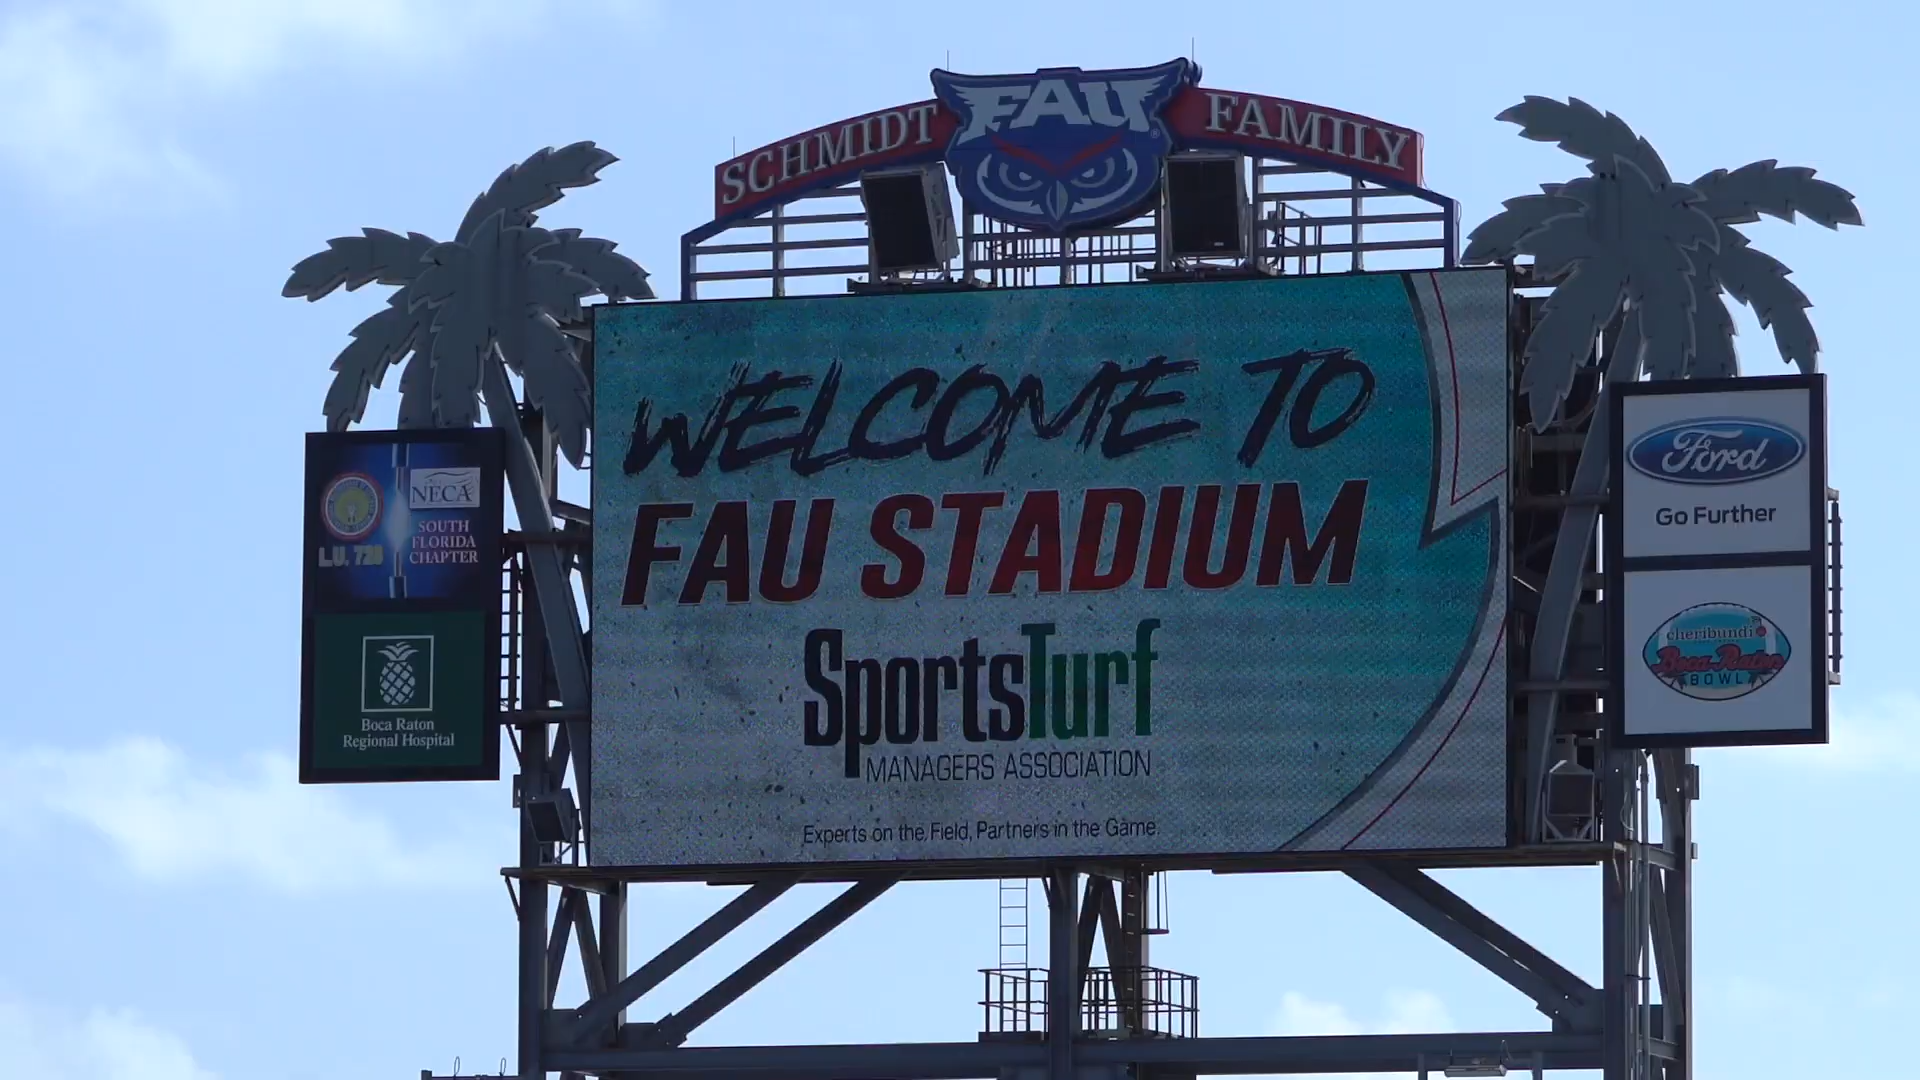 SCHMIDT FAU FAMILY
WELCOME TO
FAU STADIUM
SportsTurf
MANAGERS ASSOCIATION
Experts on the Field, Partners in the Game.
NECA
SOUTH
FLORIDA
CHAPTER
L.U. 728
Boca Raton
Regional Hospital
Ford
Go Further
cheribundi
Boca Raton
BOWL